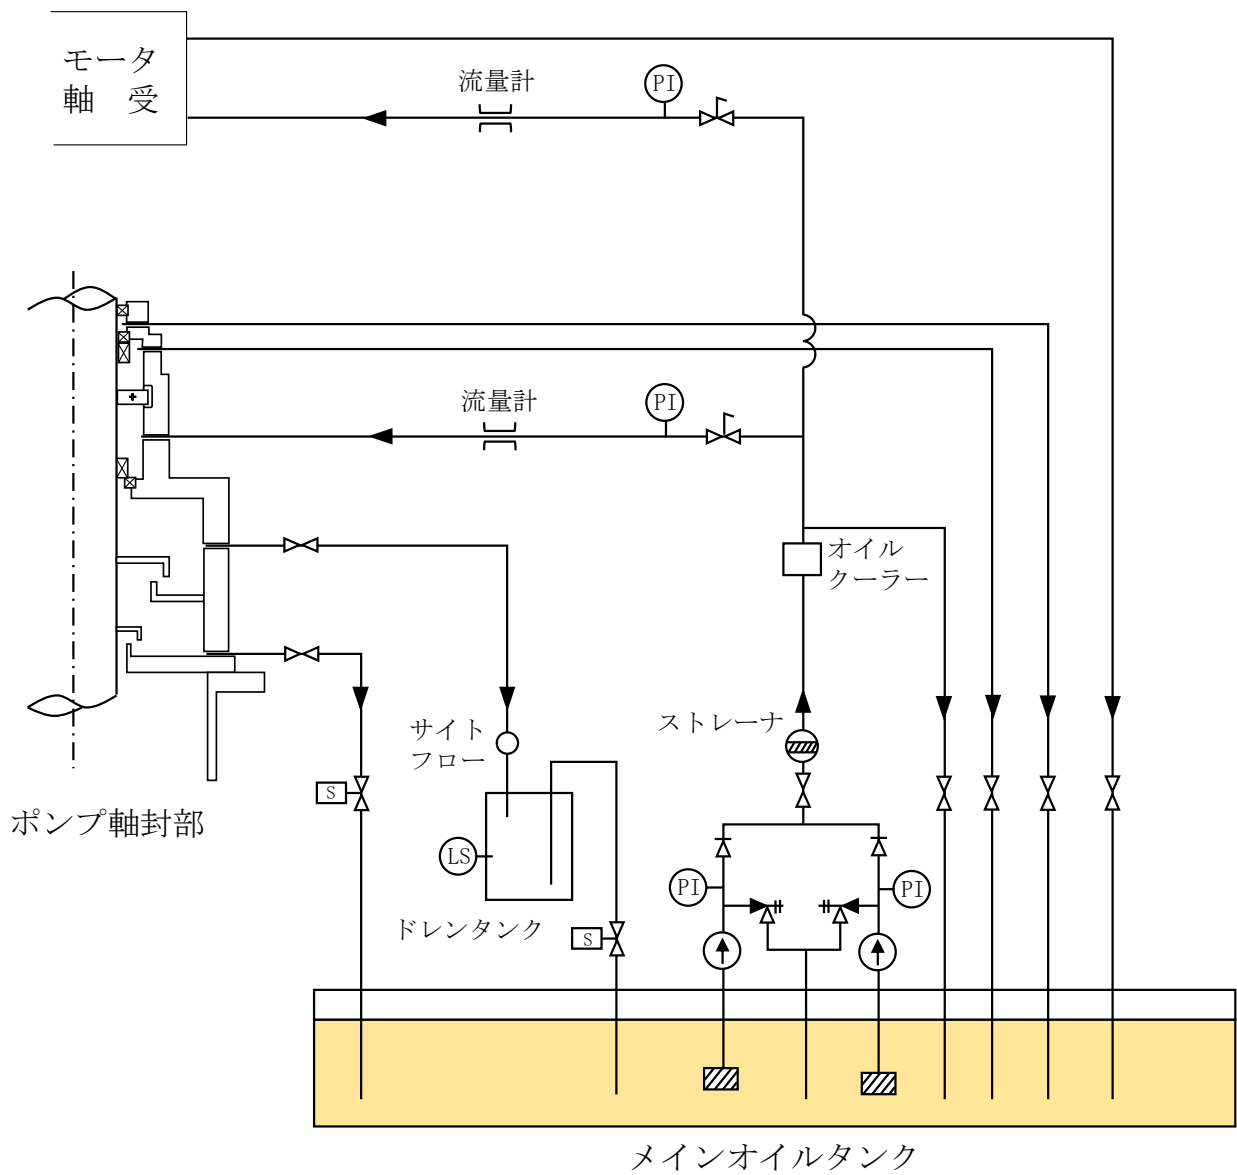 モータ
軸　受
流量計
PI
流量計
PI
オイル
クーラー
サイト
フロー
ストレーナ
S
ポンプ軸封部
LS
PI
PI
ドレンタンク
S
メインオイルタンク